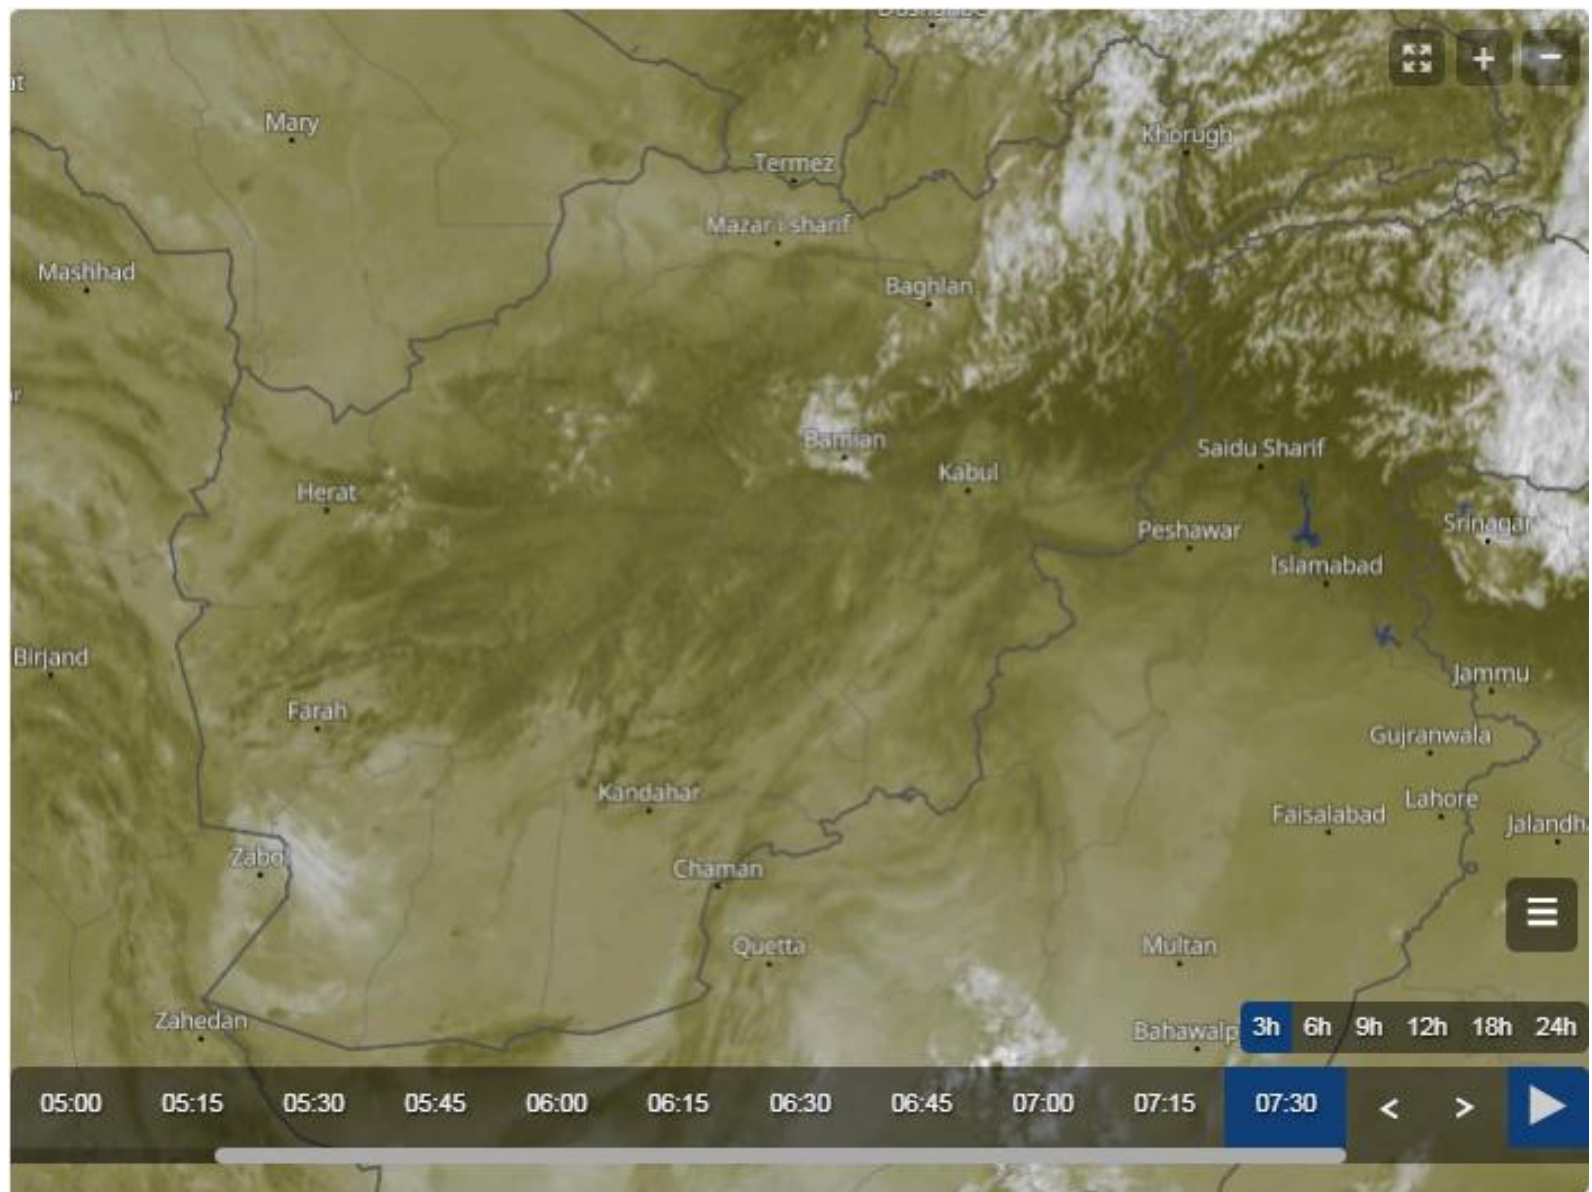 Mary
Khorugh
Termez
Mazar i sharif
Mashhad
Baghlan
Bamian
Saidu Sharif
Kabul
Herat
Srinagar
Peshawar
Islamabad
Birjand
Jammu
Farah
Gujranwala
Kandahar
Lahore
Faisalabad
Jalandha
Zabol
Chaman
Quetta
Multan
Zahedan
Bahawalp
3h 6h 9h 12h 18h 24h
05:00 05:15 05:30 05:45 06:00 06:15 06:30 06:45 07:00 07:15 07:30 < >